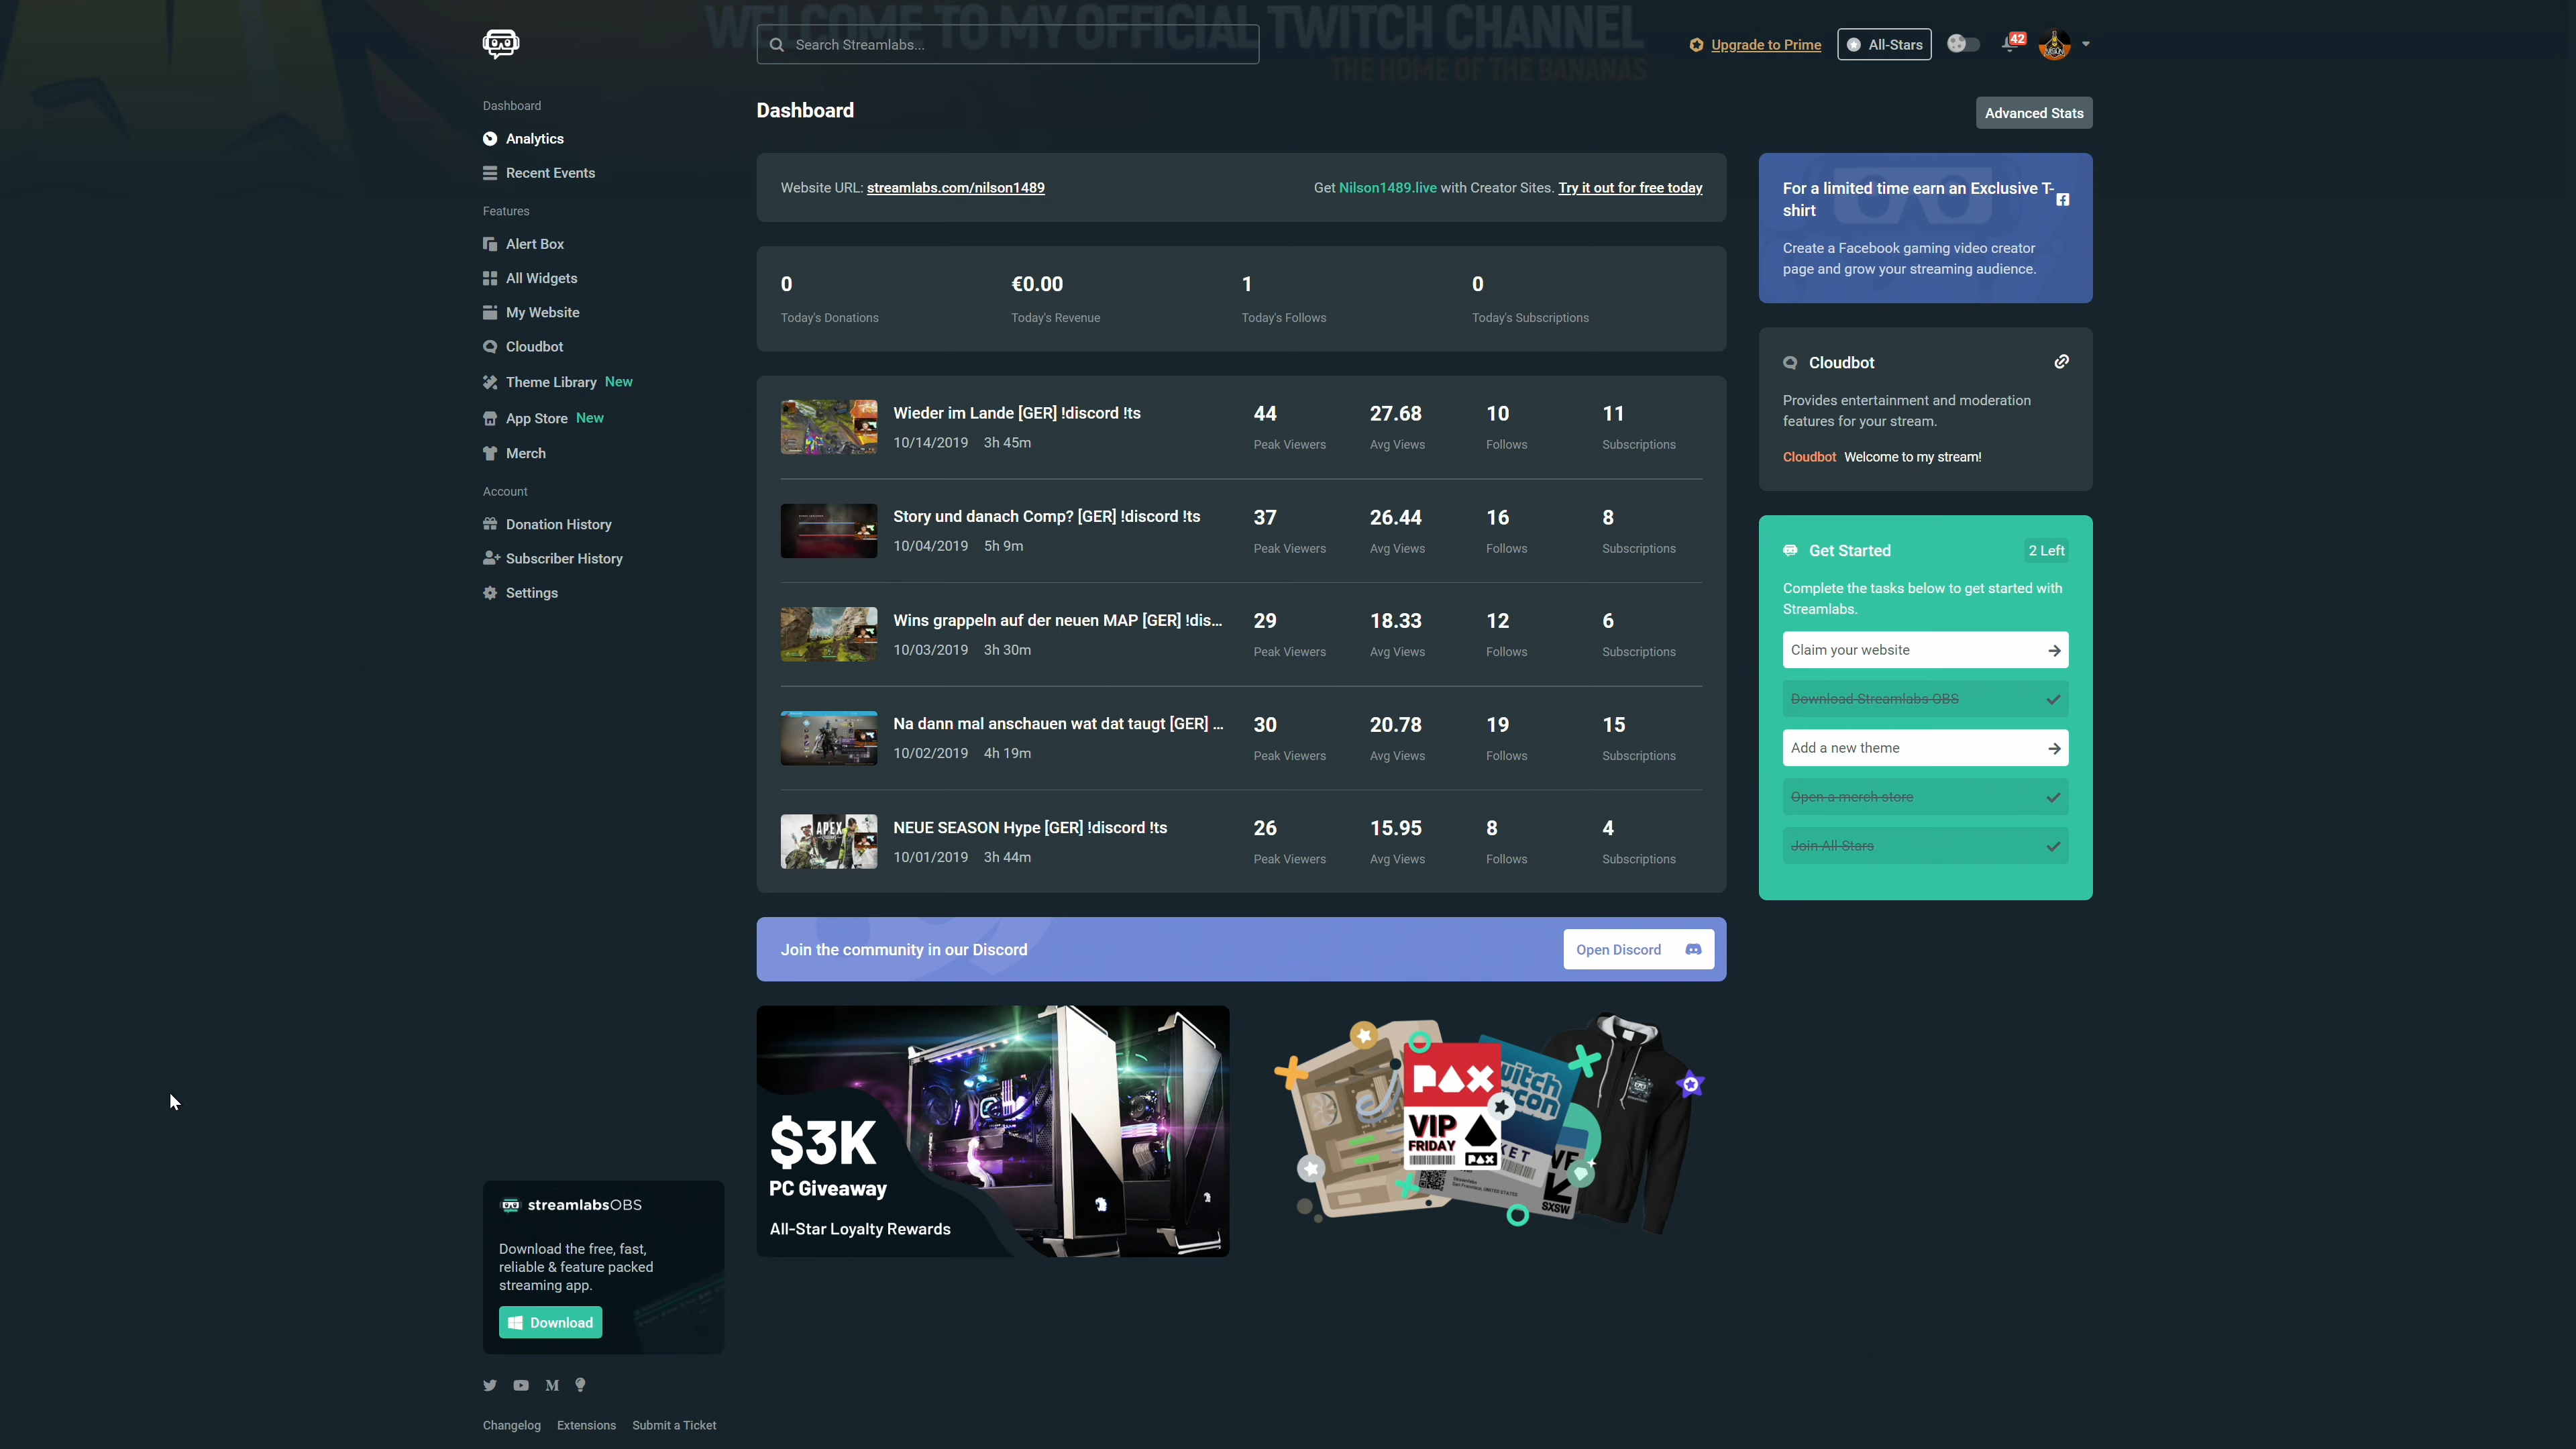 WELCOME TO MY OFFICIAL TWITCH CHANNEL
THE HOME OF THE BANANAS
Search Streamlabs...
Upgrade to Prime
All-Stars
42
Dashboard
Analytics
Recent Events
Features
Alert Box
All Widgets
My Website
Cloudbot
Theme Library New
App Store New
Merch
Account
Donation History
Subscriber History
Settings
Dashboard
Advanced Stats
Website URL: streamlabs.com/nilson1489
Get Nilson1489.live with Creator Sites. Try it out for free today
0 €0.00 1 0
Today's Donations Today's Revenue Today's Follows Today's Subscriptions
Wieder im Lande [GER] !discord !ts 44 27.68 10 11
10/14/2019 3h 45m Peak Viewers Avg Views Follows Subscriptions
Story und danach Comp? [GER] !discord !ts 37 26.44 16 8
10/04/2019 5h 9m Peak Viewers Avg Views Follows Subscriptions
Wins grappeln auf der neuen MAP [GER] !dis... 29 18.33 12 6
10/03/2019 3h 30m Peak Viewers Avg Views Follows Subscriptions
Na dann mal anschauen wat dat taugt [GER] ... 30 20.78 19 15
10/02/2019 4h 19m Peak Viewers Avg Views Follows Subscriptions
APEX
NEUE SEASON Hype [GER] !discord !ts 26 15.95 8 4
10/01/2019 3h 44m Peak Viewers Avg Views Follows Subscriptions
Join the community in our Discord
Open Discord
$3K
PC Giveaway
All-Star Loyalty Rewards
PAX
VIP
FRIDAY
PAX
SXSW
For a limited time earn an Exclusive T-
shirt
Create a Facebook gaming video creator
page and grow your streaming audience.
Cloudbot
Provides entertainment and moderation
features for your stream.
Cloudbot Welcome to my stream!
Get Started
2 Left
Complete the tasks below to get started with
Streamlabs.
Claim your website
Download Streamlabs OBS
Add a new theme
Open a merch store
Join All Stars
streamlabsOBS
Download the free, fast,
reliable & feature packed
streaming app.
Download
Changelog Extensions Submit a Ticket